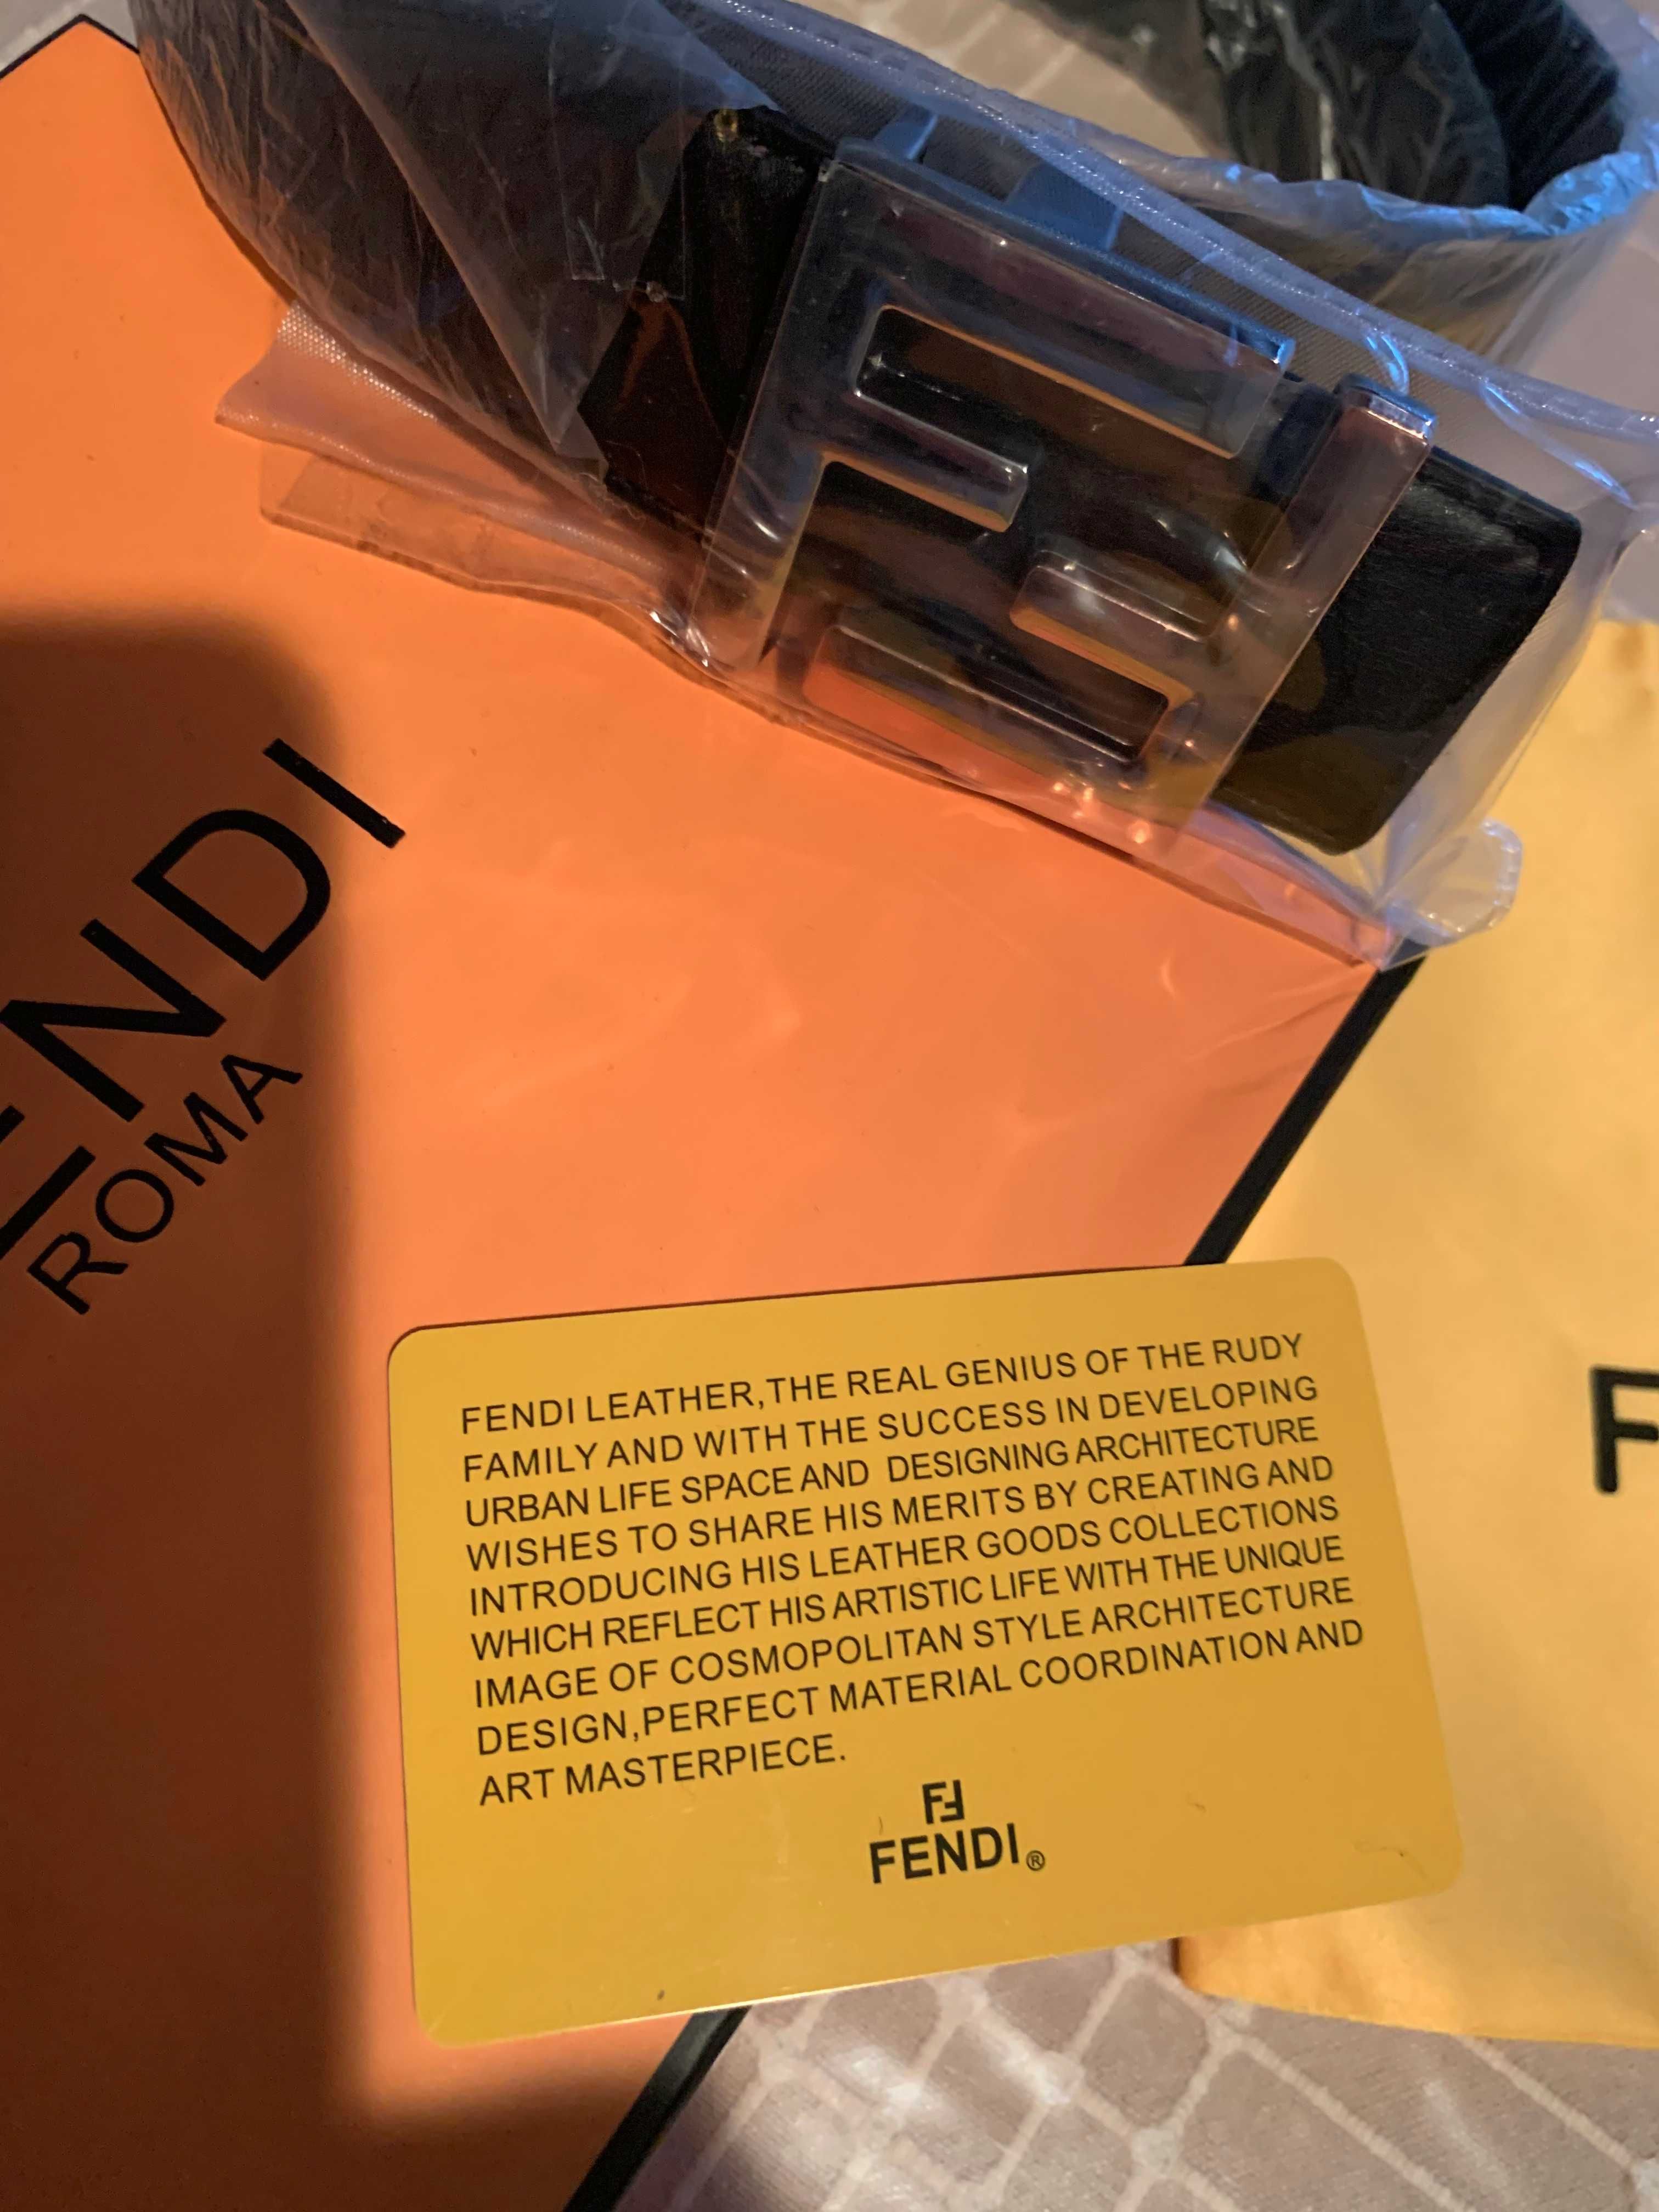 ENDI
ROMA
FENDI LEATHER,THE REAL GENIUS OF THE RUDY
FAMILY AND WITH THE SUCCESS IN DEVELOPING
URBAN LIFE SPACE AND DESIGNING ARCHITECTURE
WISHES TO SHARE HIS MERITS BY CREATING AND
INTRODUCING HIS LEATHER GOODS COLLECTIONS
WHICH REFLECT HIS ARTISTIC LIFE WITH THE UNIQUE
IMAGE OF COSMOPOLITAN STYLE ARCHITECTURE
DESIGN,PERFECT MATERIAL COORDINATION AND
ART MASTERPIECE.
FF
FENDI®
F